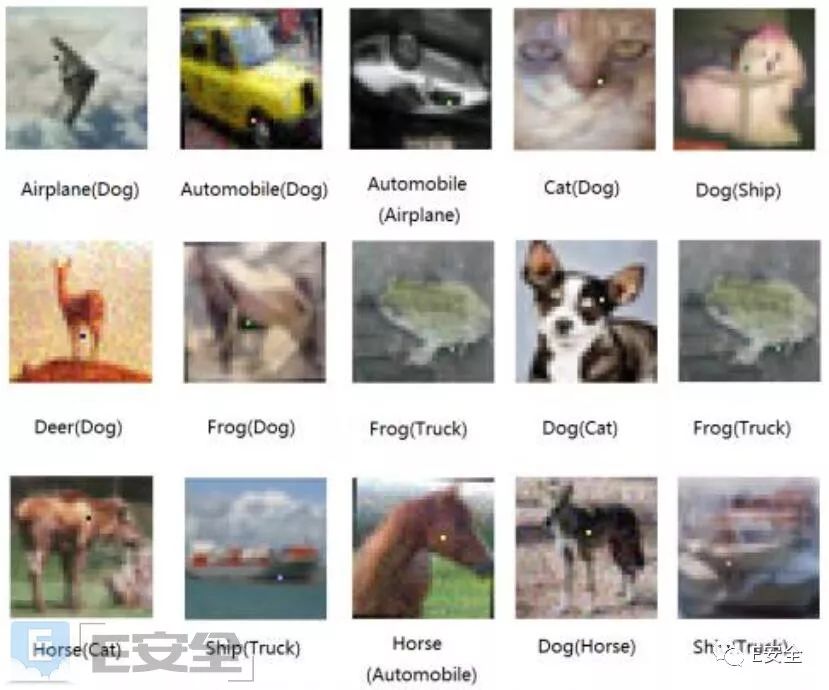 Airplane(Dog)
Automobile(Dog)
Automobile
(Airplane)
Cat(Dog)
Dog(Ship)
Deer(Dog)
Frog(Dog)
Frog(Truck)
Dog(Cat)
Frog(Truck)
Horse(Cat)
Ship(Truck)
Horse
(Automobile)
Dog(Horse)
Ship(Truck)
E安全
E安全